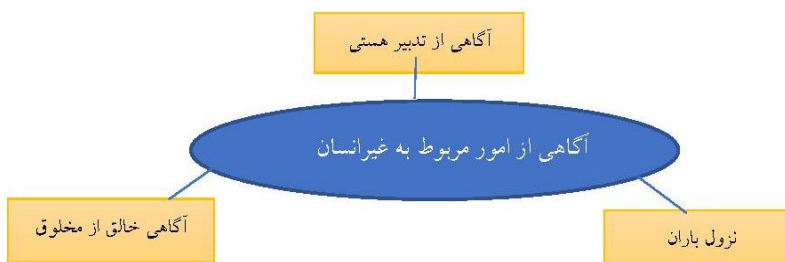 آگاهی از تدبیر هستی
آگاهی از امور مربوط به غیرانسان
نزول باران
آگاهی خالق از مخلوق